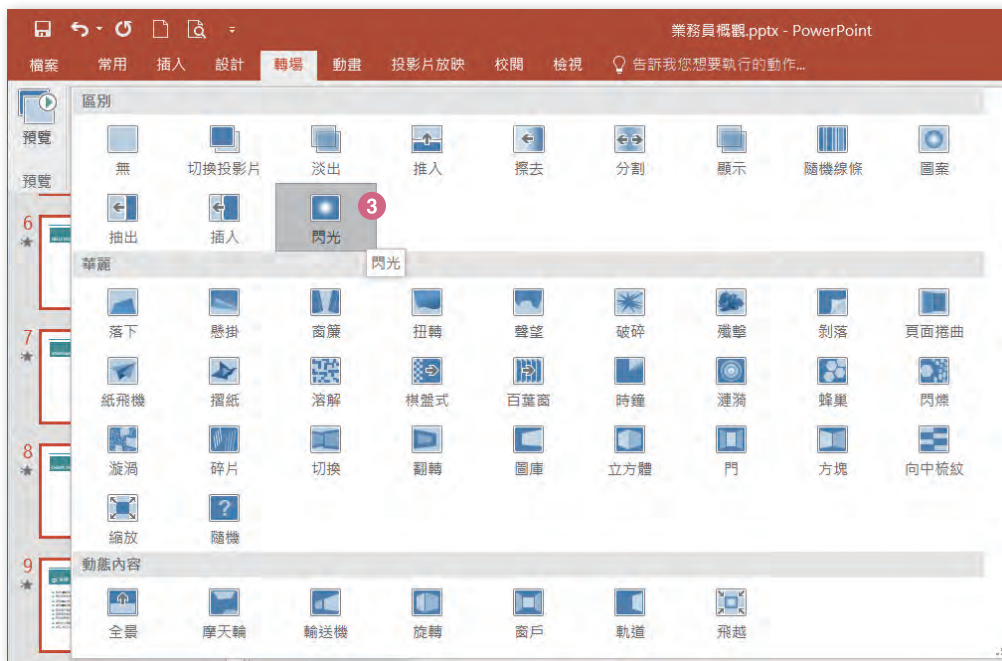 業務員概觀.pptx - PowerPoint
檔案 常用 插入 設計 轉場 動畫 投影片放映 校閱 檢視 告訴我您想要執行的動作...
預覽
預覽
區別
無 切換投影片 淡出 推入 擦去 分割 顯示 隨機線條 圖案
3
抽出 插入 閃光
閃光
華麗
落下 懸掛 窗簾 扭轉 聲望 破碎 殲擊 剝落 頁面捲曲
紙飛機 摺紙 溶解 棋盤式 百葉窗 時鐘 漣漪 蜂巢 閃爍
漩渦 碎片 切換 翻轉 圖庫 立方體 門 方塊 向中梳紋
縮放 隨機
動態內容
全景 摩天輪 輸送機 旋轉 窗戶 軌道 飛越
6
7
8
9